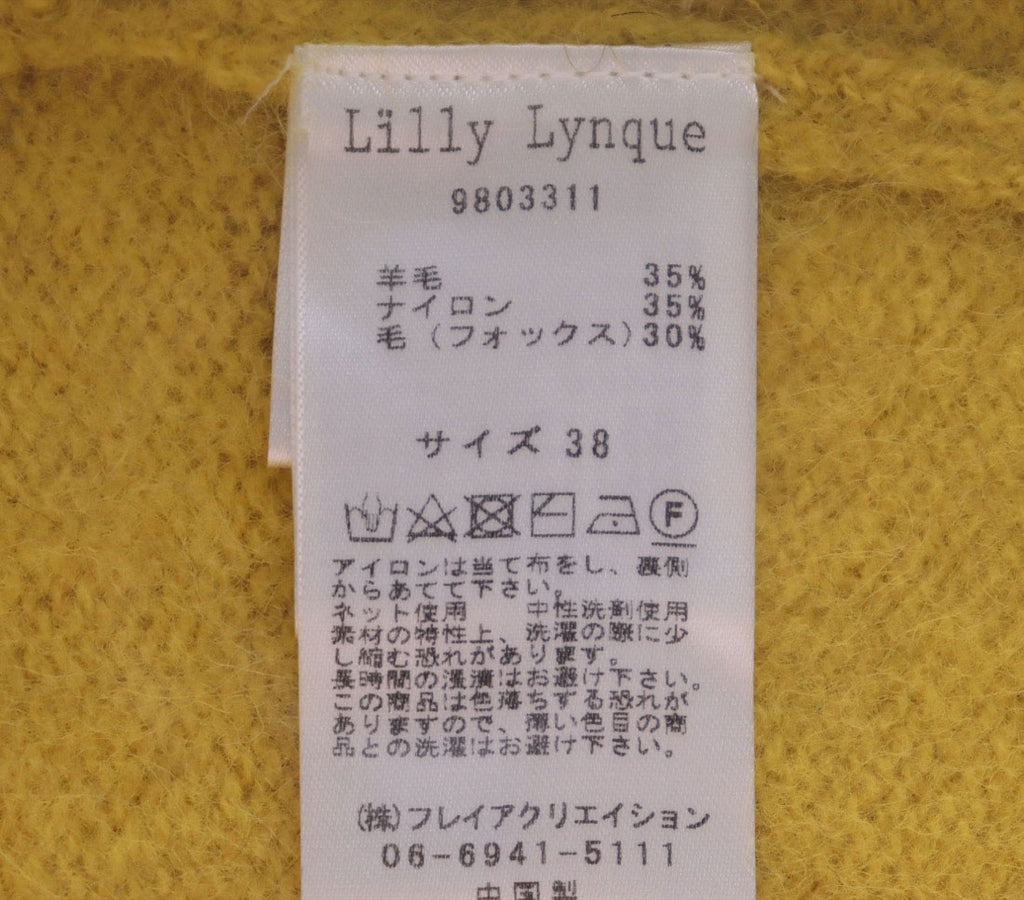 Lïlly Lynque
9803311
羊毛 35%
ナイロン 35%
毛（フォックス）30%
サイズ 38
F
アイロンは当て布をし、裏側
からあてて下さい。
ネット使用 中性洗剤使用
素材の特性上、洗濯の際に少
し縮む恐れがあります。
長時間の浸漬はお避け下さい。
この商品は色落ちする恐れが
ありますので、薄い色目の商
品との洗濯はお避け下さい。
(株)フレイアクリエイション
06-6941-5111
中国製